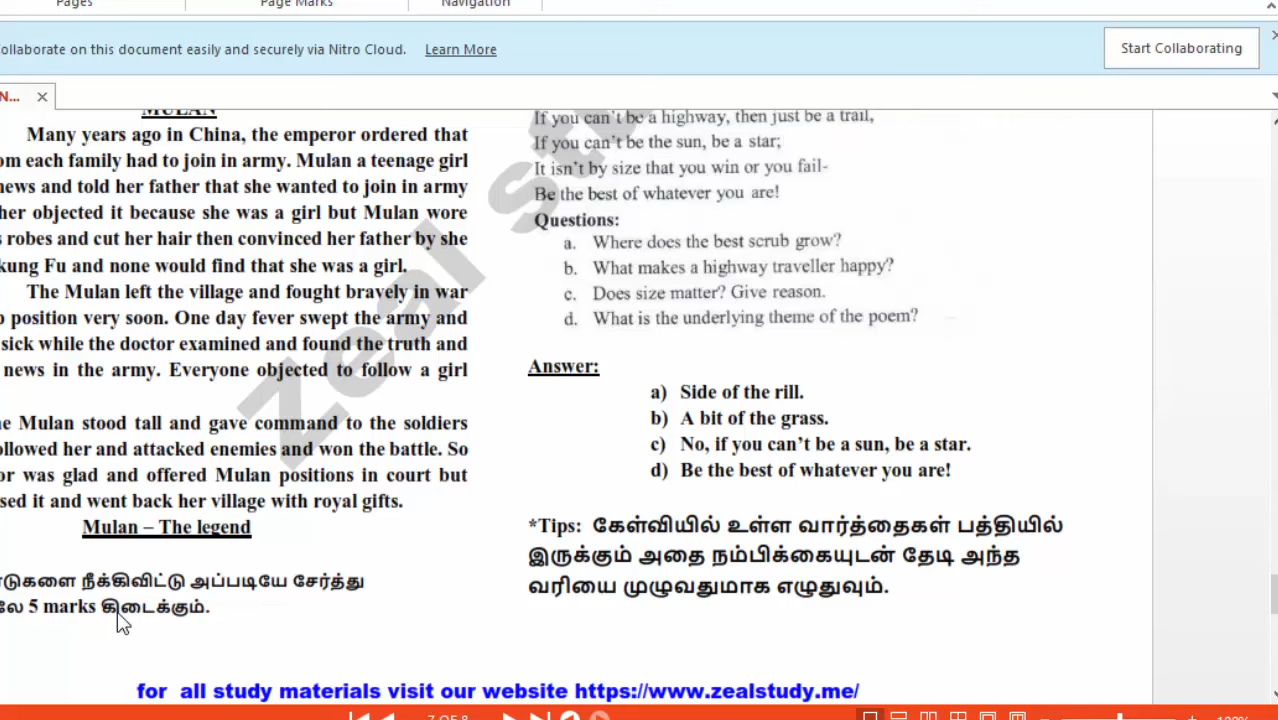 Pages
Page Marks
Navigation
ollaborate on this document easily and securely via Nitro Cloud. Learn More
Start Collaborating
N...
MULAN
Many years ago in China, the emperor ordered that
om each family had to join in army. Mulan a teenage girl
news and told her father that she wanted to join in army
her objected it because she was a girl but Mulan wore
s robes and cut her hair then convinced her father by she
kung Fu and none would find that she was a girl.
The Mulan left the village and fought bravely in war
o position very soon. One day fever swept the army and
sick while the doctor examined and found the truth and
news in the army. Everyone objected to follow a girl
he Mulan stood tall and gave command to the soldiers
ollowed her and attacked enemies and won the battle. So
or was glad and offered Mulan positions in court but
sed it and went back her village with royal gifts.
Mulan – The legend
டுகளை நீக்கிவிட்டு அப்படியே சேர்த்து
லே 5 marks கிடைக்கும்.
If you can't be a highway, then just be a trail,
If you can't be the sun, be a star;
It isn't by size that you win or you fail-
Be the best of whatever you are!
Questions:
a. Where does the best scrub grow?
b. What makes a highway traveller happy?
c. Does size matter? Give reason.
d. What is the underlying theme of the poem?
Answer:
a) Side of the rill.
b) A bit of the grass.
c) No, if you can't be a sun, be a star.
d) Be the best of whatever you are!
*Tips: கேள்வியில் உள்ள வார்த்தைகள் பத்தியில்
இருக்கும் அதை நம்பிக்கையுடன் தேடி அந்த
வரியை முழுவதுமாக எழுதுவும்.
Zeal st
for all study materials visit our website https://www.zealstudy.me/
7 OF 8
100%